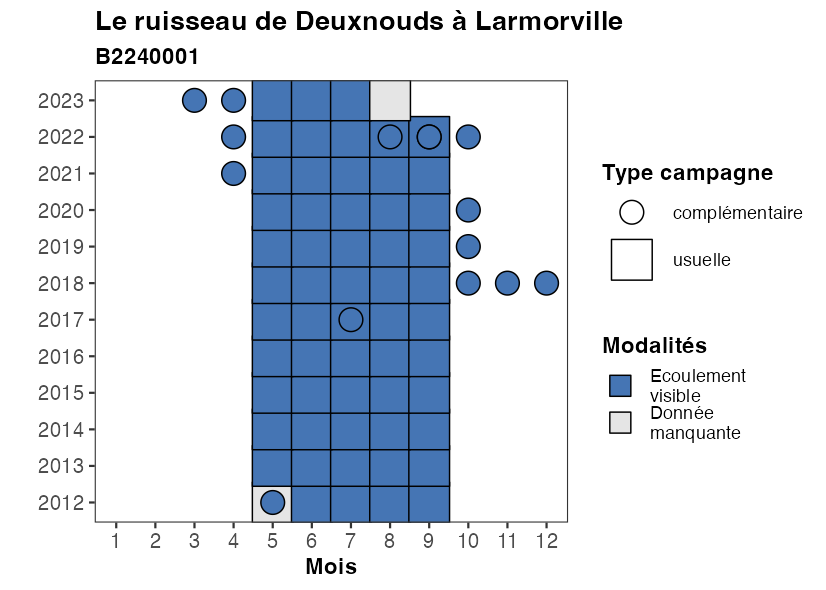 Le ruisseau de Deuxnouds à Larmorville
B2240001
2023
2022
2021
2020
2019
2018
2017
2016
2015
2014
2013
2012
1 2 3 4 5 6 7 8 9 10 11 12
Mois
Type campagne
complémentaire
usuelle
Modalités
Ecoulement
visible
Donnée
manquante